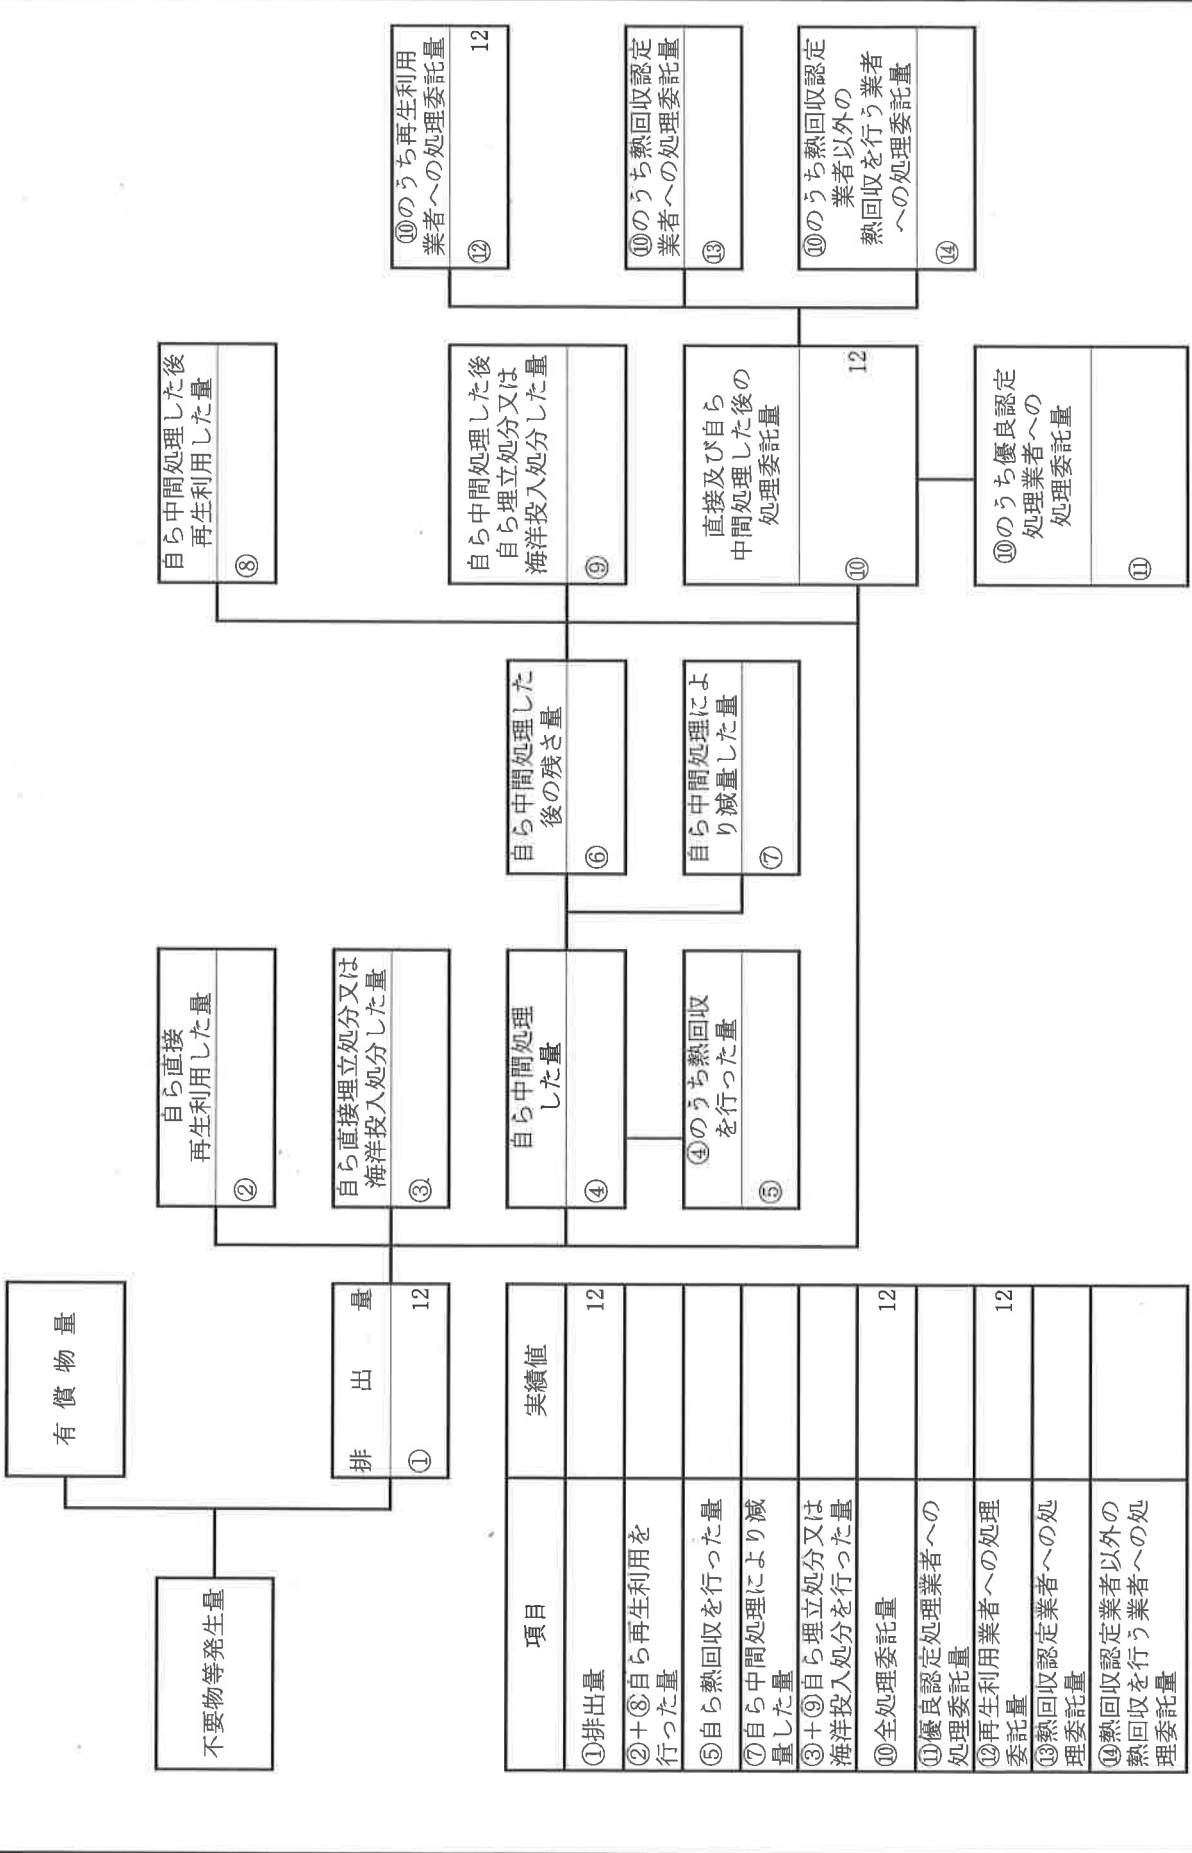 有償物量
不要物等発生量
排出量
① 12
自ら直接
再生利用した量
②
自ら直接埋立処分又は
海洋投入処分した量
③
自ら中間処理
した量
④
④のうち熱回収
を行った量
⑤
自ら中間処理した
後の残さ量
⑥
自ら中間処理によ
り減量した量
⑦
自ら中間処理した後
再生利用した量
⑧
自ら中間処理した後
自ら埋立処分又は
海洋投入処分した量
⑨
直接及び自ら
中間処理した後の
処理委託量
⑩ 12
⑩のうち優良認定
処理業者への
処理委託量
⑪
⑩のうち再生利用
業者への処理委託量
⑫ 12
⑩のうち熱回収認定
業者への処理委託量
⑬
⑩のうち熱回収認定
業者以外の
熱回収を行う業者
への処理委託量
⑭
項目 実績値
①排出量 12
②+⑧自ら再生利用を
行った量
⑤自ら熱回収を行った量
⑦自ら中間処理により減
量した量
③+⑨自ら埋立処分又は
海洋投入処分を行った量
⑩全処理委託量 12
⑪優良認定処理業者への
処理委託量
⑫再生利用業者への処理
委託量 12
⑬熱回収認定業者への処
理委託量
⑭熱回収認定業者以外の
熱回収を行う業者への処
理委託量